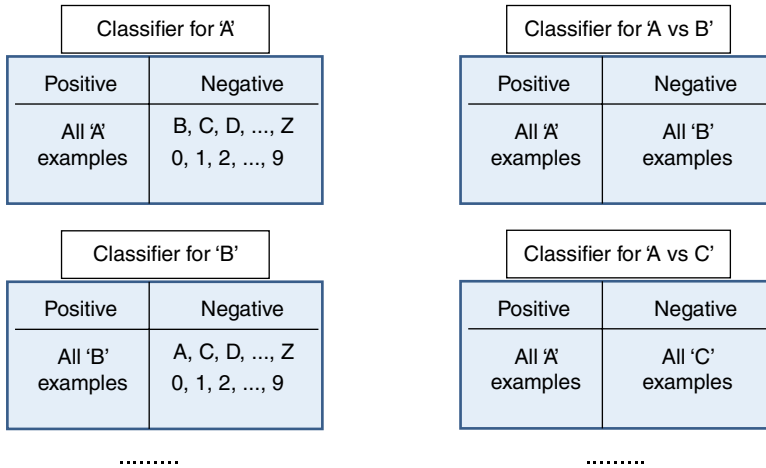 Classifier for ‘A’
Positive Negative
All ‘A’ examples
B, C, D, ..., Z
0, 1, 2, ..., 9
Classifier for ‘B’
Positive Negative
All ‘B’ examples
A, C, D, ..., Z
0, 1, 2, ..., 9
.........
Classifier for ‘A vs B’
Positive Negative
All ‘A’ examples
All ‘B’ examples
Classifier for ‘A vs C’
Positive Negative
All ‘A’ examples
All ‘C’ examples
.........